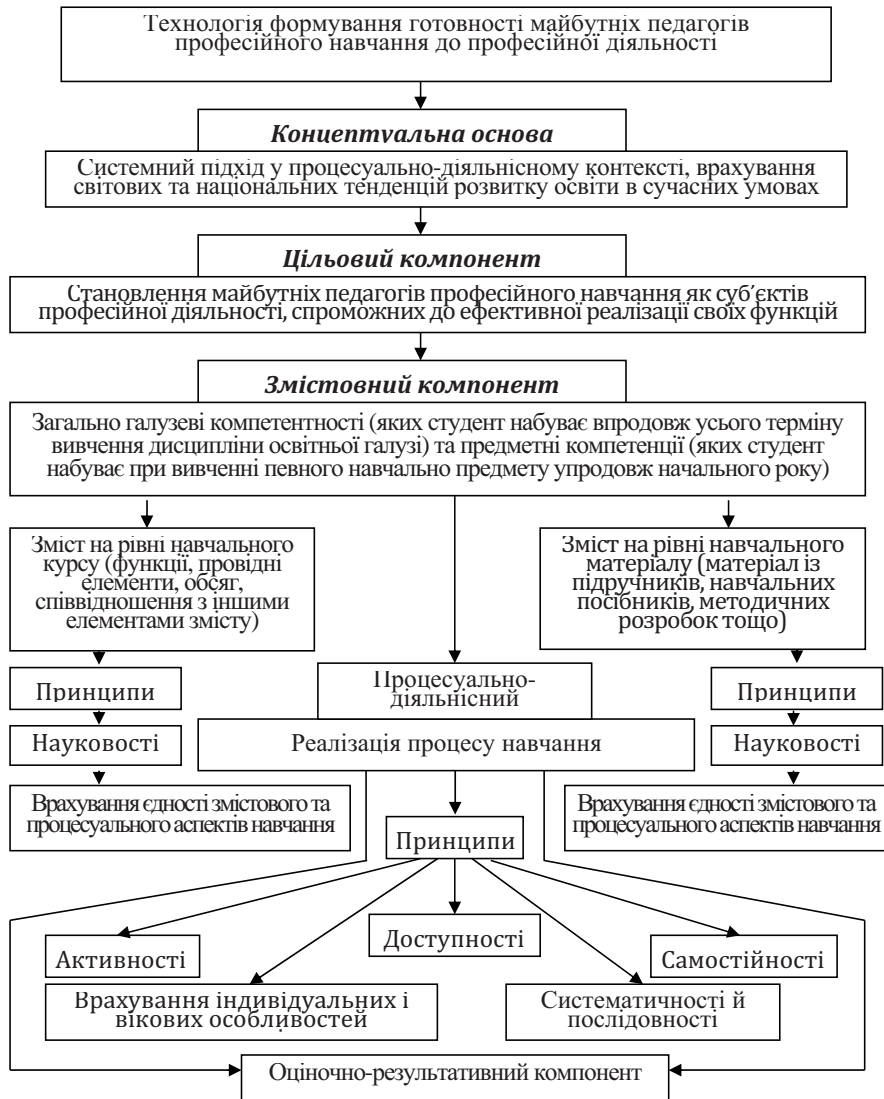 Технологія формування готовності майбутніх педагогів
професійного навчання до професійної діяльності
Концептуальна основа
Системний підхід у процесуально-діяльнісному контексті, врахування
світових та національних тенденцій розвитку освіти в сучасних умовах
Цільовий компонент
Становлення майбутніх педагогів професійного навчання як суб’єктів
професійної діяльності, спроможних до ефективної реалізації своїх функцій
Змістовний компонент
Загально галузеві компетентності (яких студент набуває впродовж усього терміну
вивчення дисципліни освітньої галузі) та предметні компетенції (яких студент
набуває при вивченні певного навчально предмету упродовж начального року)
Зміст на рівні навчального
курсу (функції, провідні
елементи, обсяг,
співвідношення з іншими
елементами змісту)
Зміст на рівні навчального
матеріалу (матеріал із
підручників, навчальних
посібників, методичних
розробок тощо)
Принципи
Процесуально-
діяльнісний
Принципи
Науковості
Реалізація процесу навчання
Науковості
Врахування єдності змістового та
процесуального аспектів навчання
Врахування єдності змістового та
процесуального аспектів навчання
Принципи
Активності
Доступності
Самостійності
Врахування індивідуальних і
вікових особливостей
Систематичності й
послідовності
Оціночно-результативний компонент